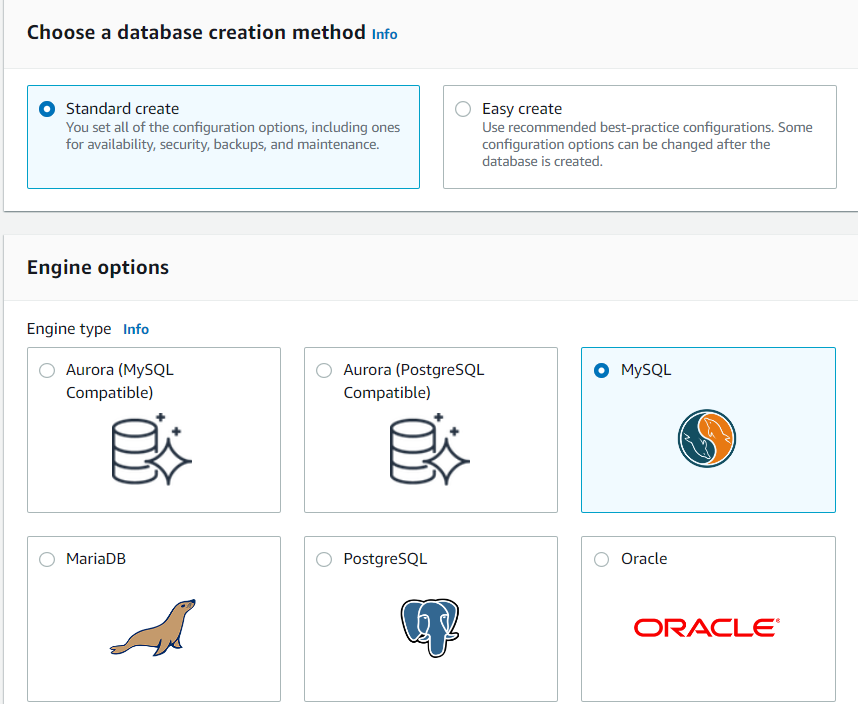 Choose a database creation method Info
Standard create
You set all of the configuration options, including ones
for availability, security, backups, and maintenance.
Easy create
Use recommended best-practice configurations. Some
configuration options can be changed after the
database is created.
Engine options
Engine type Info
Aurora (MySQL
Compatible)
Aurora (PostgreSQL
Compatible)
MySQL
MariaDB
PostgreSQL
Oracle
ORACLE®